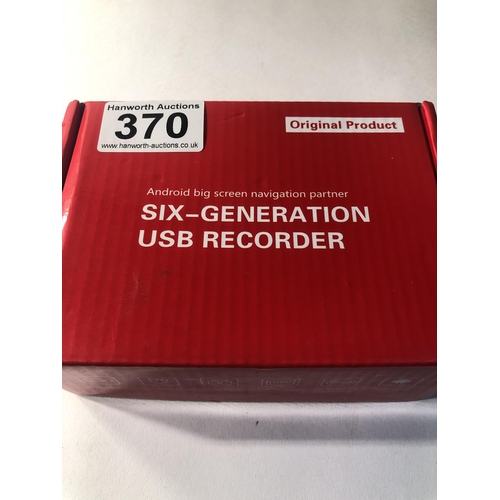 Hanworth Auctions
370
www.hanworth-auctions.co.uk
Original Product
Android big screen navigation partner
SIX-GENERATION
USB RECORDER